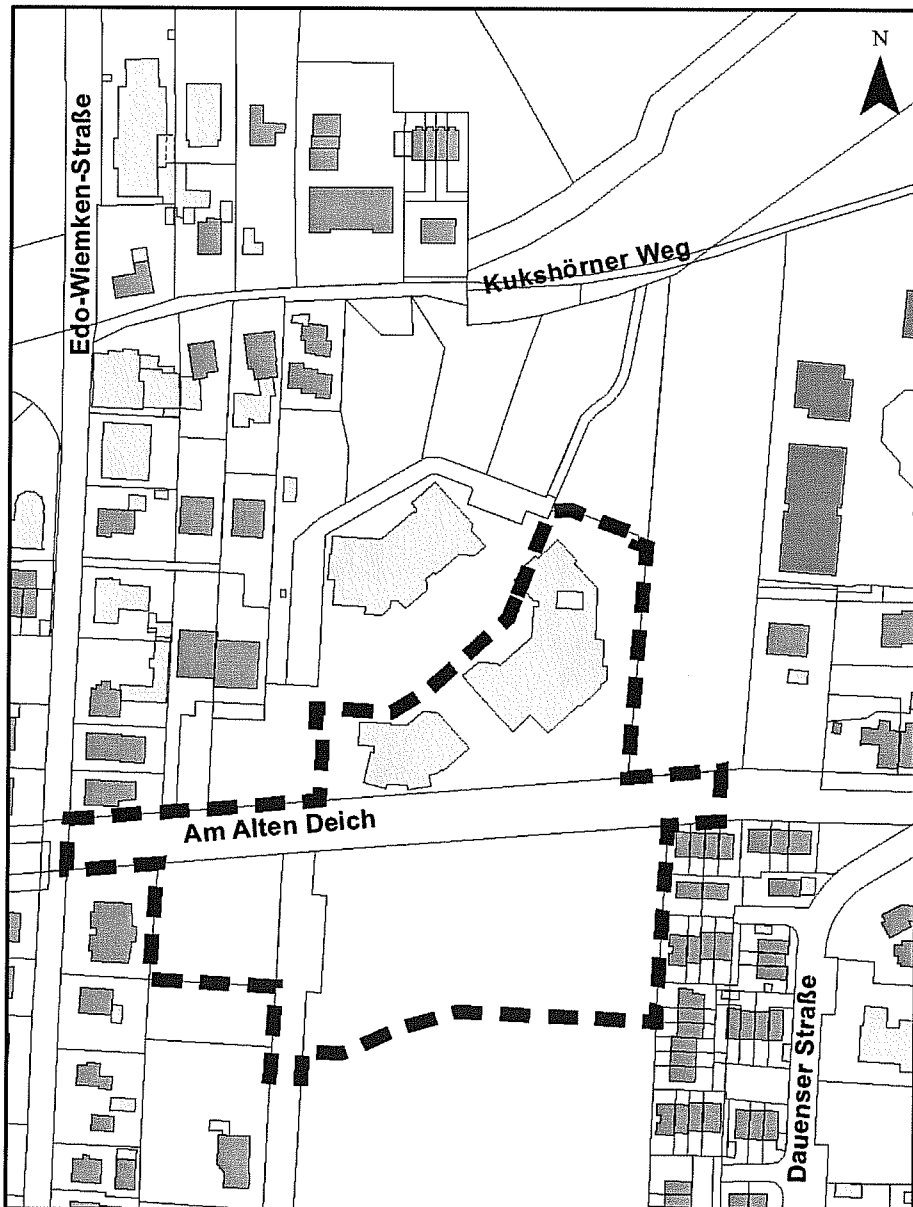 N
Edo-Wiemken-Straße
Kukshörner Weg
Am Alten Deich
Dauenser Straße